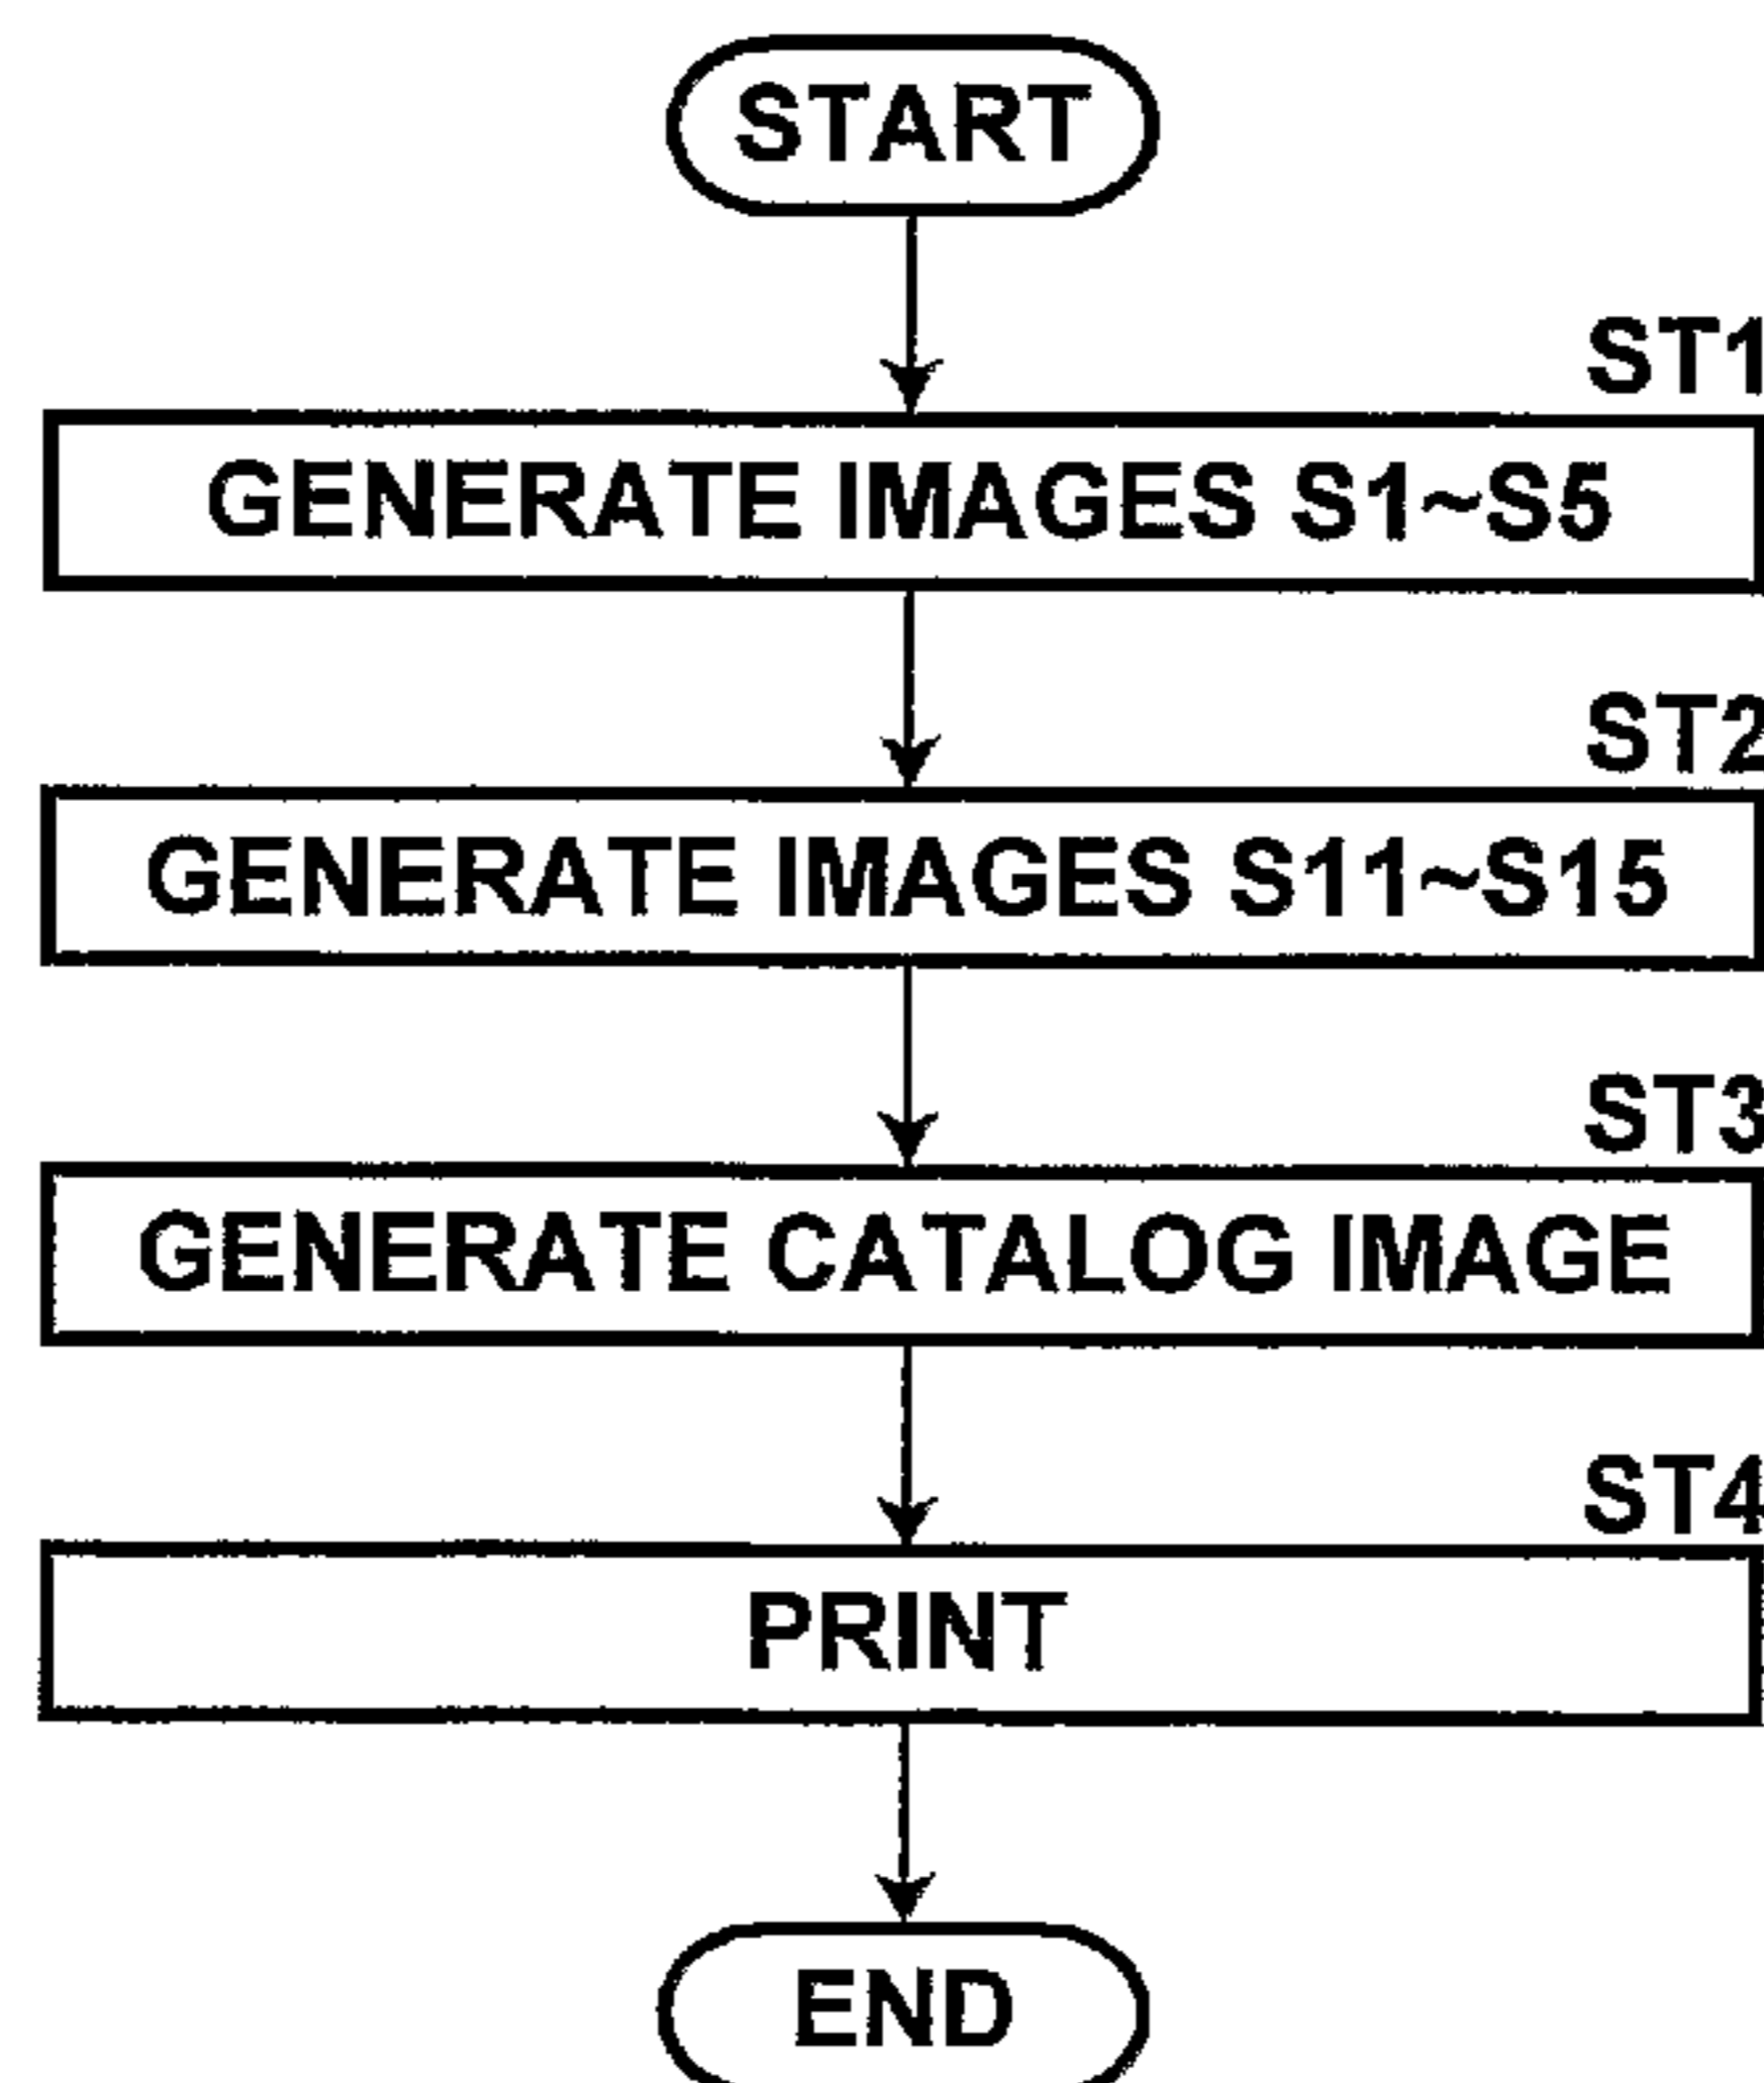 START
ST1
GENERATE IMAGES S1~S5
ST2
GENERATE IMAGES S11~S15
ST3
GENERATE CATALOG IMAGE
ST4
PRINT
END